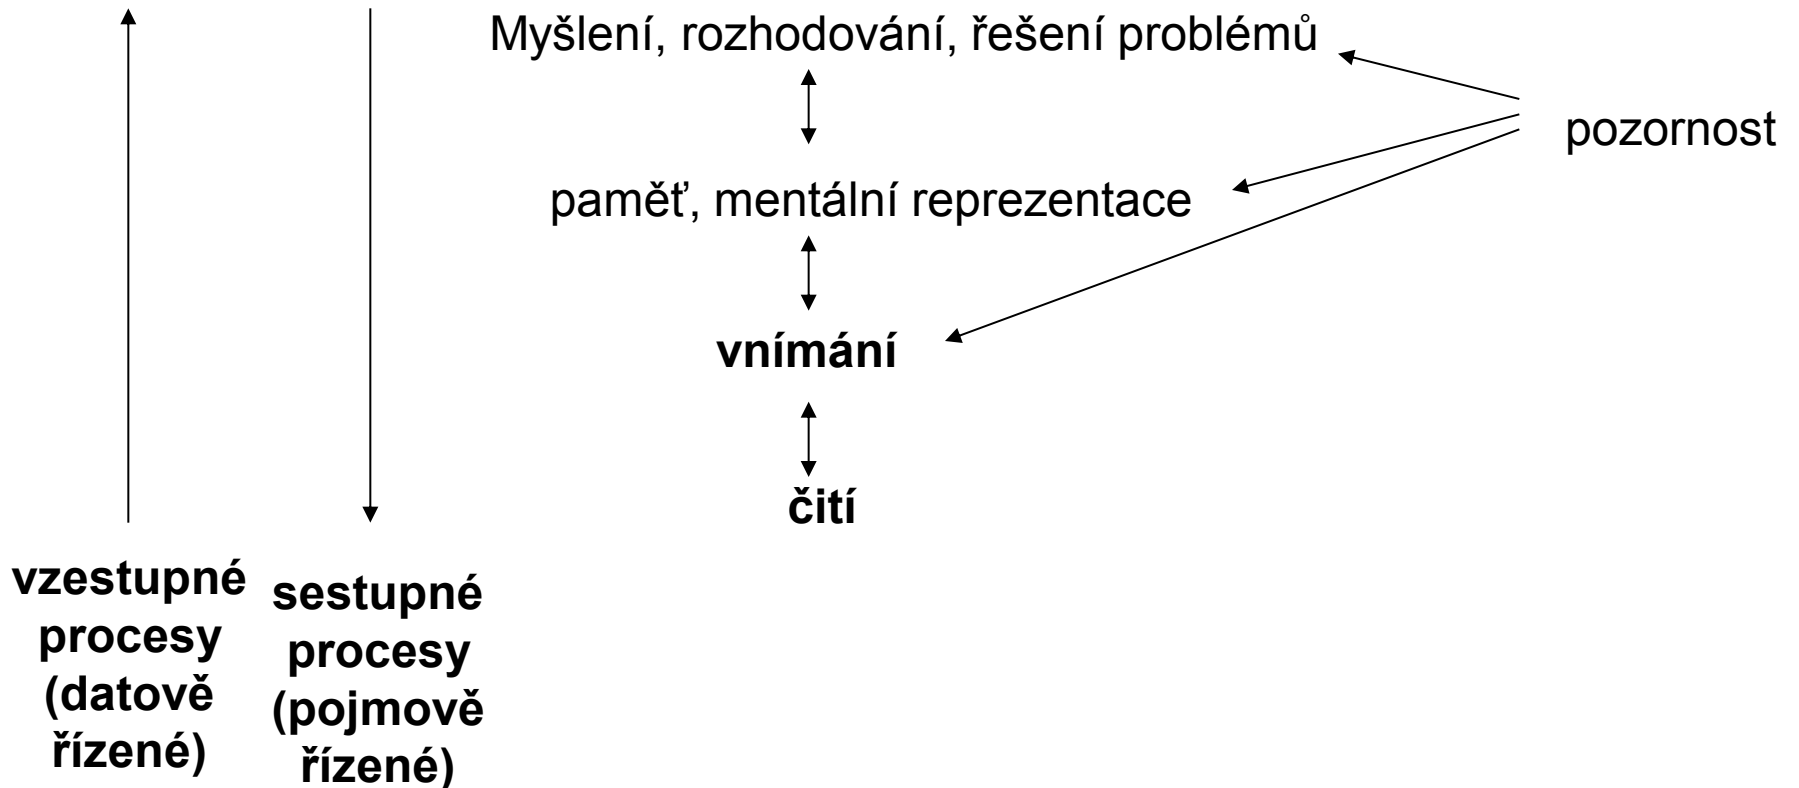 Myšlení, rozhodování, řešení problémů
pozornost
paměť, mentální reprezentace
vnímání
čití
vzestupné
procesy
(datově
řízené)
sestupné
procesy
(pojmově
řízené)